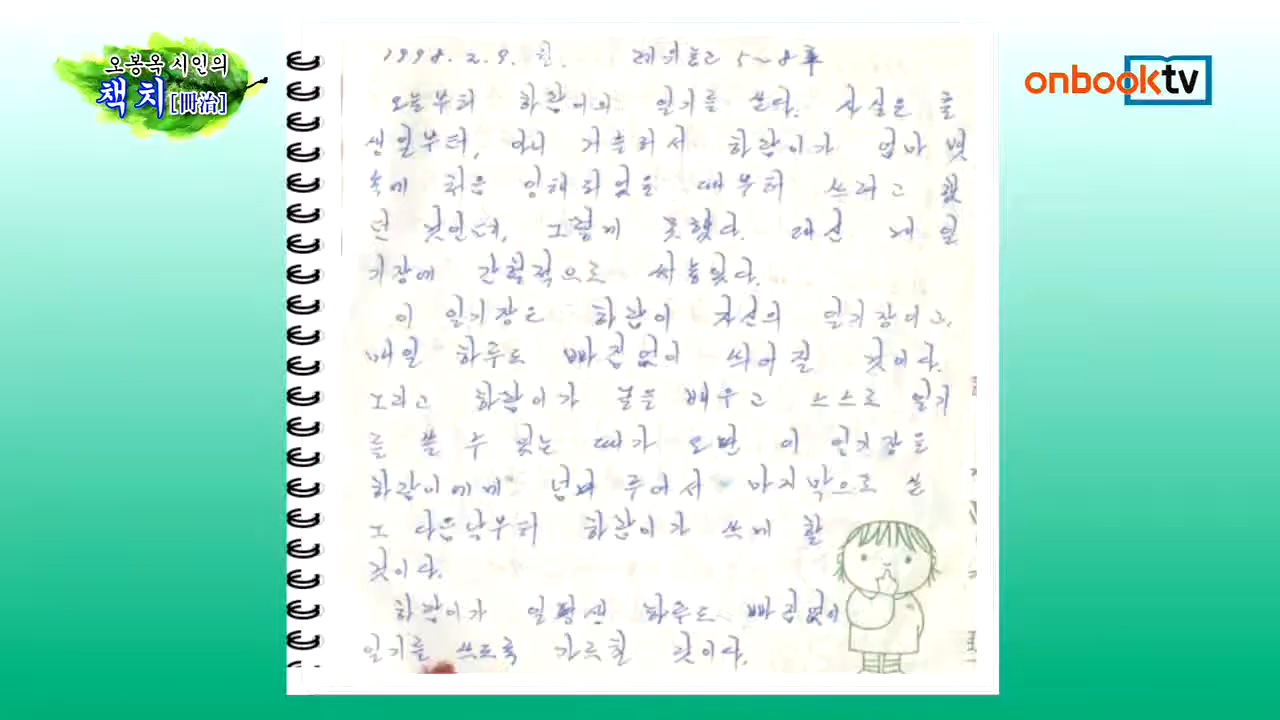 오봉옥 시인의
책치[冊治]
onbooktv
1998. 2. 9. 월. 레위논고 5~8푸
오늘부터 하람이의 일기를 쓴다. 사실은 출
생일부터, 아니 거슬러서 하람이가 엄마 뱃
속에 처음 잉태되었을 때부터 쓰려고 했
던 것인데, 그렇게 못했다. 대신 내 일
기장에 간헐적으로 써놓았다.
이 일기장은 하람이 자신의 일기장이고,
매일 하루도 빠짐없이 씌어질 것이다.
그리고 하람이가 글을 배우고 스스로 일기
를 쓸 수 있는 때가 오면 이 일기장을
하람이에게 넘겨 주어서 마지막으로 쓴
그 다음날부터 하람이가 쓰게 할
것이다.
하람이가 일평생 하루도 빠짐없이
일기를 쓰도록 가르칠 것이다.